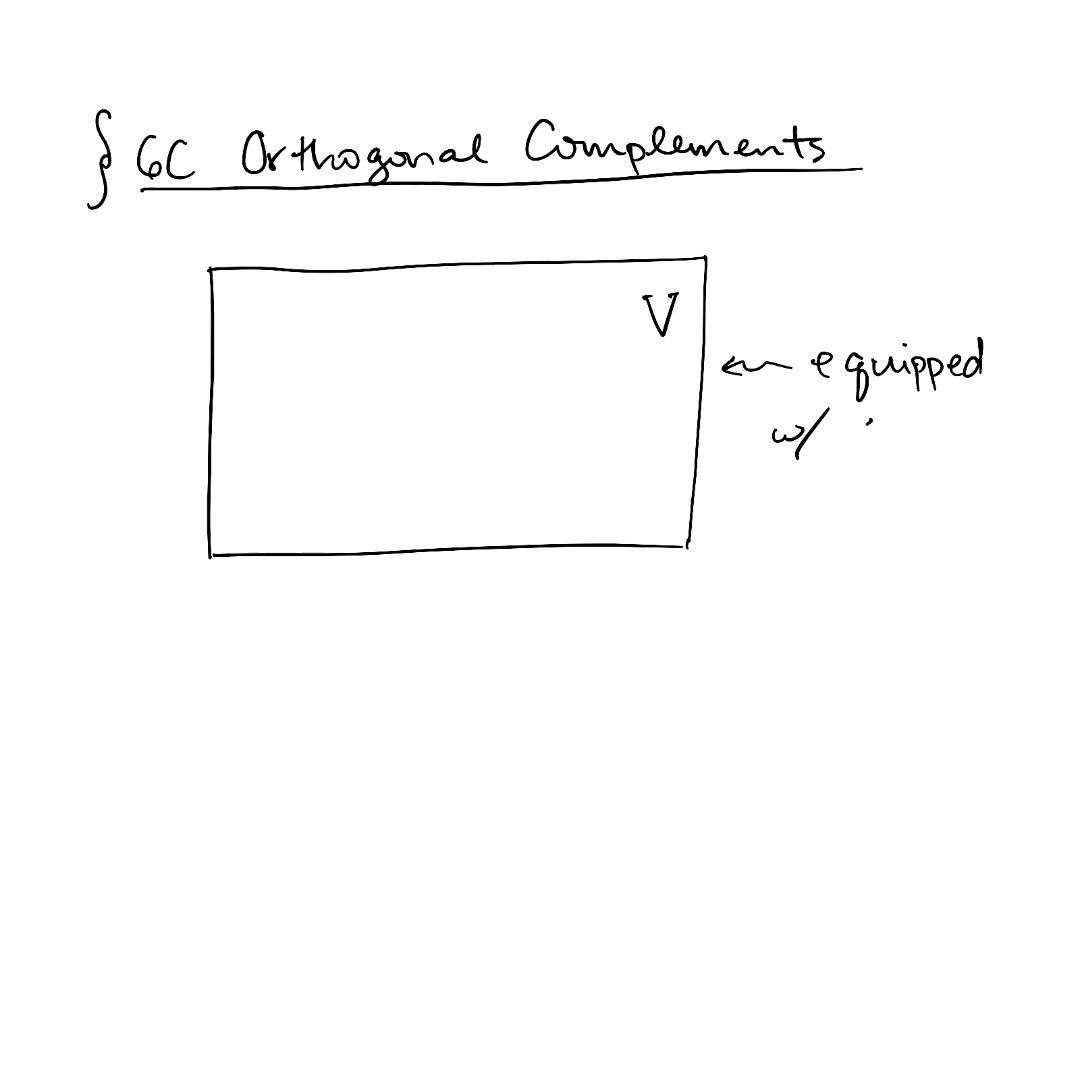 § 6C Orthogonal Complements
V
← equipped
w/ ·